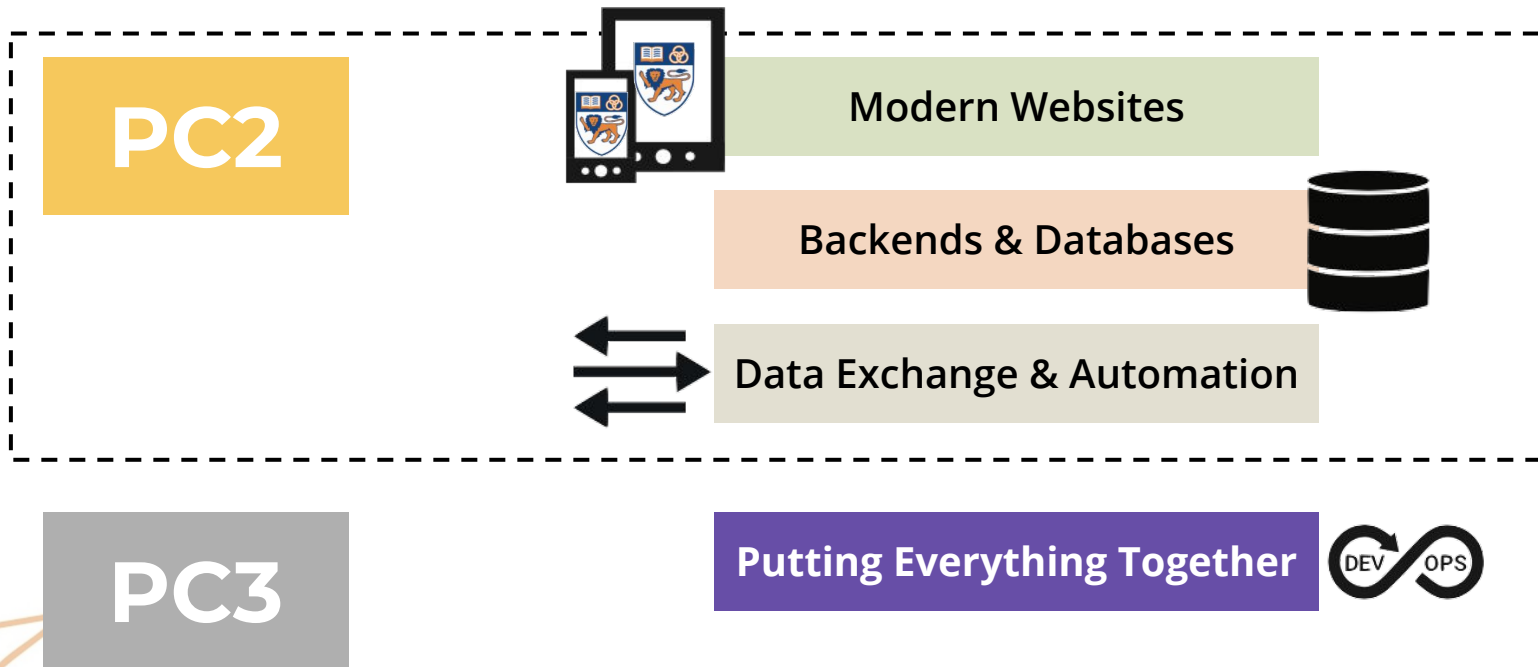 PC2
Modern Websites
Backends & Databases
Data Exchange & Automation
PC3
Putting Everything Together
DEV OPS